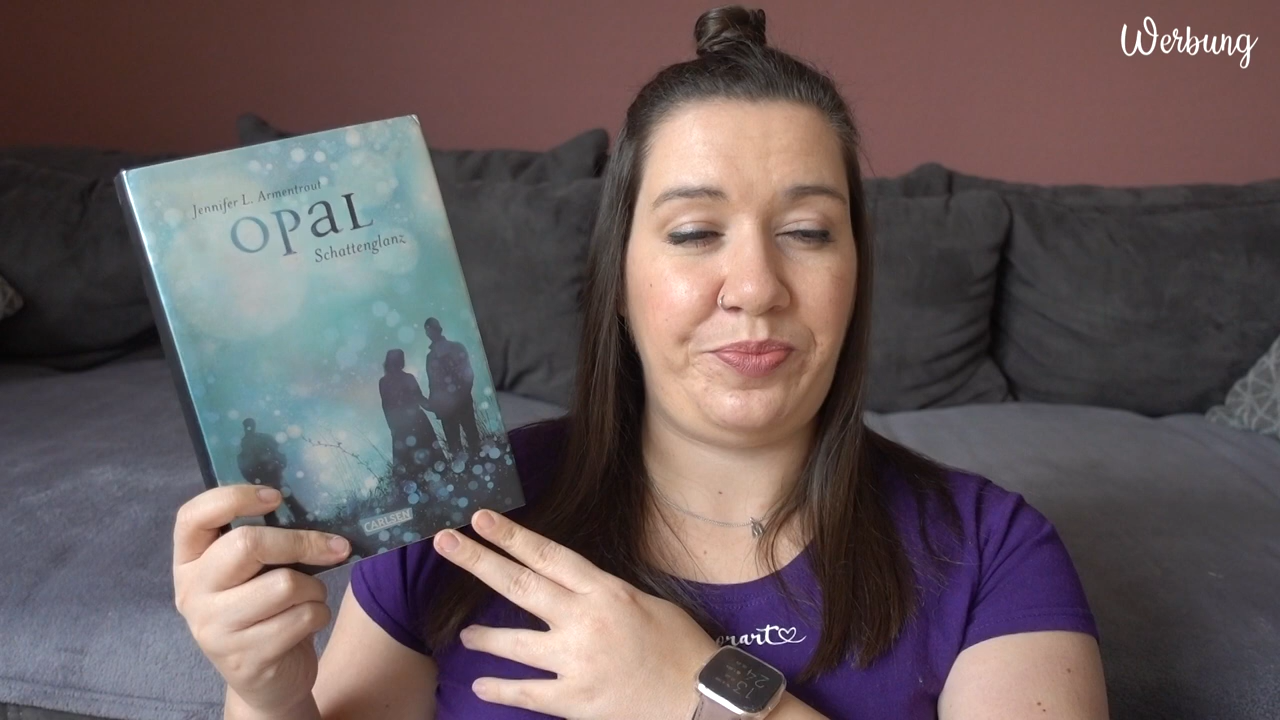 Werbung
Jennifer L. Armentrout
OPAL
Schattenglanz
CARLSEN